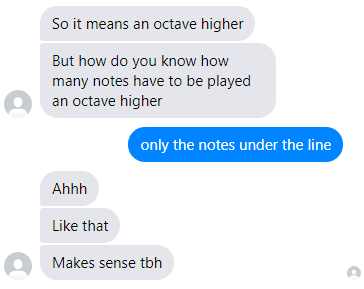 So it means an octave higher
But how do you know how
many notes have to be played
an octave higher
only the notes under the line
Ahhh
Like that
Makes sense tbh